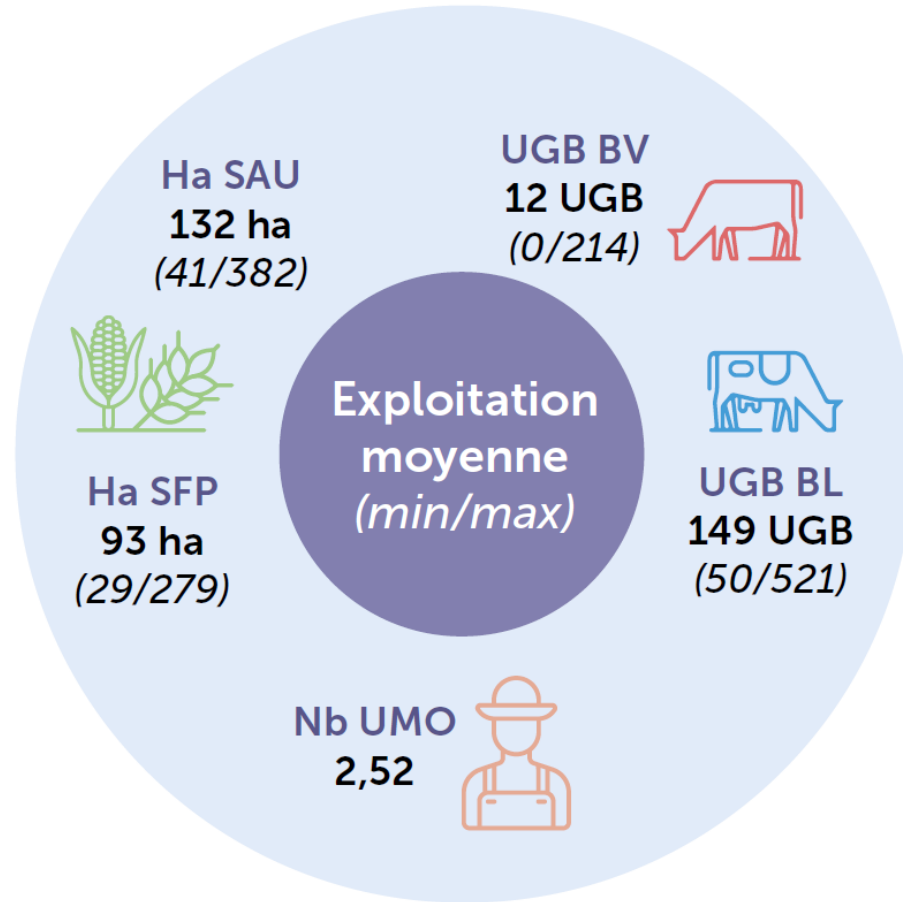 Ha SAU
132 ha
(41/382)
UGB BV
12 UGB
(0/214)
Exploitation
moyenne
(min/max)
Ha SFP
93 ha
(29/279)
UGB BL
149 UGB
(50/521)
Nb UMO
2,52